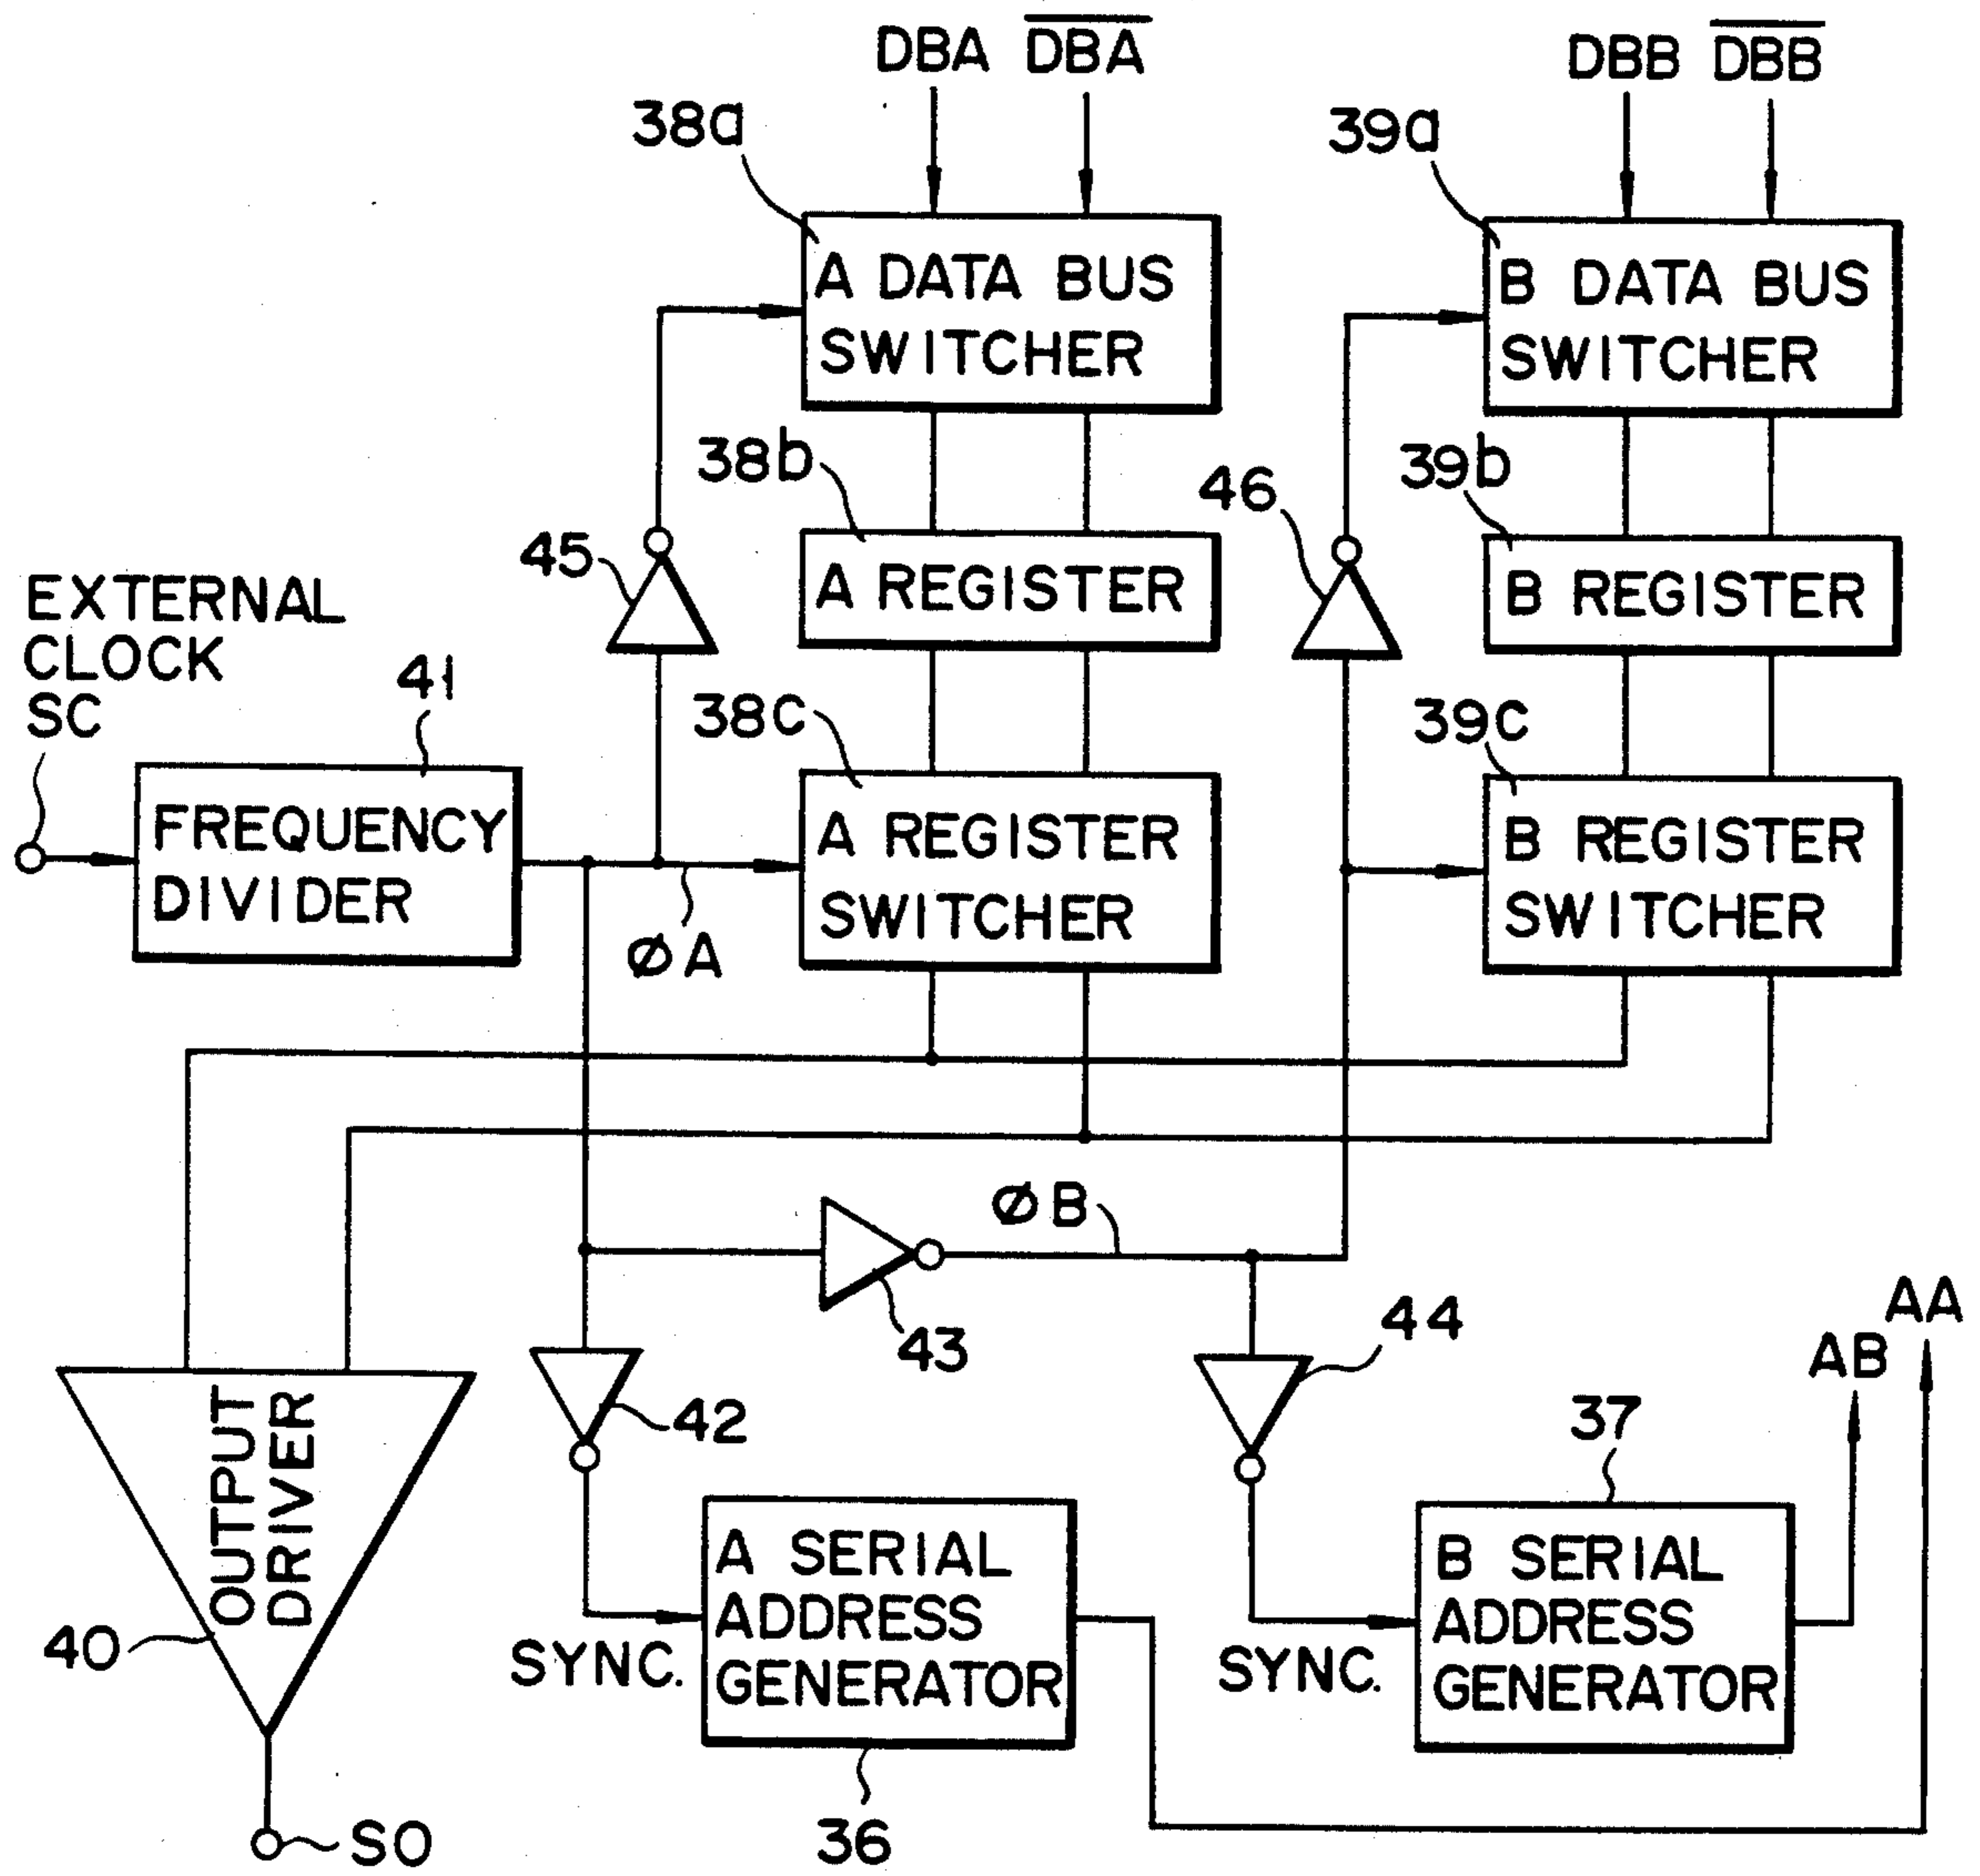 DBA D̅B̅A̅
DBB D̅B̅B̅
38a
39a
A DATA BUS
SWITCHER
B DATA BUS
SWITCHER
38b
46
39b
45
A REGISTER
B REGISTER
EXTERNAL
CLOCK
SC
41
38c
39c
FREQUENCY
DIVIDER
A REGISTER
SWITCHER
B REGISTER
SWITCHER
ØA
ØB
43
44
AA
AB
42
37
OUTPUT
DRIVER
40
SYNC.
A SERIAL
ADDRESS
GENERATOR
SYNC.
B SERIAL
ADDRESS
GENERATOR
36
SO